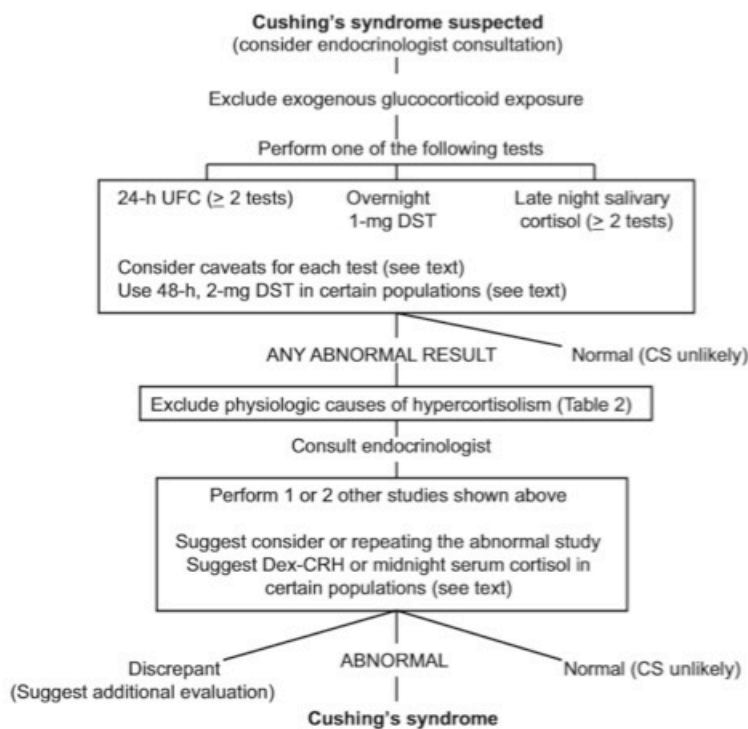 Cushing's syndrome suspected
(consider endocrinologist consultation)
Exclude exogenous glucocorticoid exposure
Perform one of the following tests
24-h UFC (≥ 2 tests)
Overnight
1-mg DST
Late night salivary
cortisol (≥ 2 tests)
Consider caveats for each test (see text)
Use 48-h, 2-mg DST in certain populations (see text)
ANY ABNORMAL RESULT
Normal (CS unlikely)
Exclude physiologic causes of hypercortisolism (Table 2)
Consult endocrinologist
Perform 1 or 2 other studies shown above
Suggest consider or repeating the abnormal study
Suggest Dex-CRH or midnight serum cortisol in
certain populations (see text)
Discrepant
(Suggest additional evaluation)
ABNORMAL
Normal (CS unlikely)
Cushing's syndrome